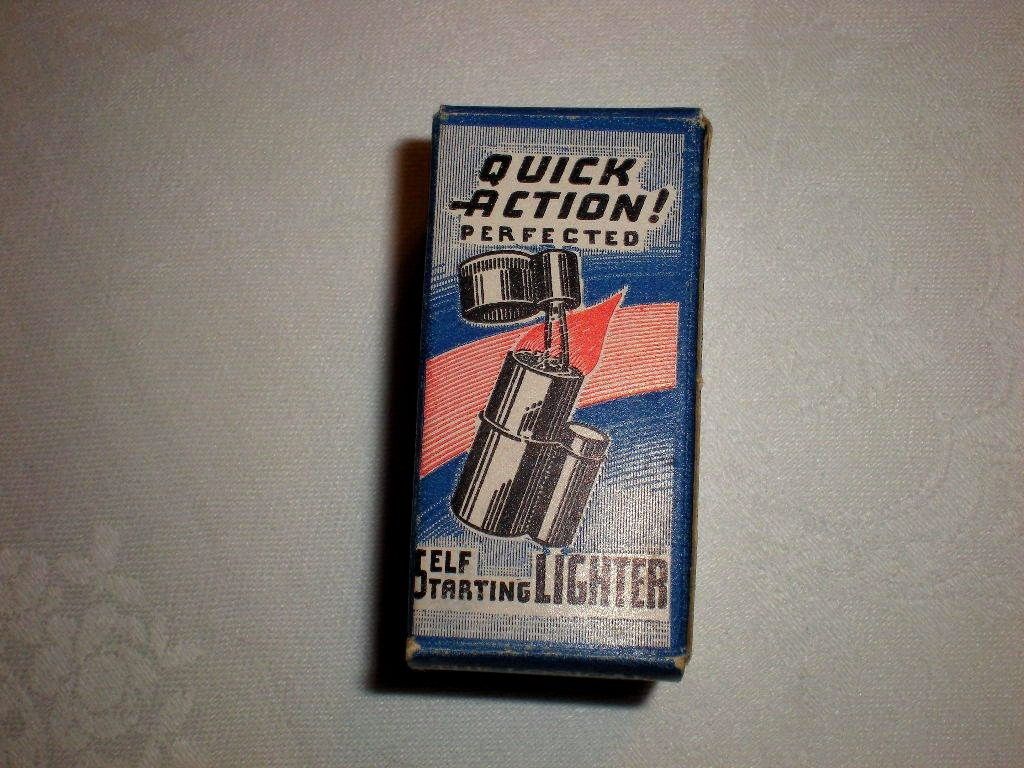 QUICK
ACTION!
PERFECTED
SELF
STARTING LIGHTER